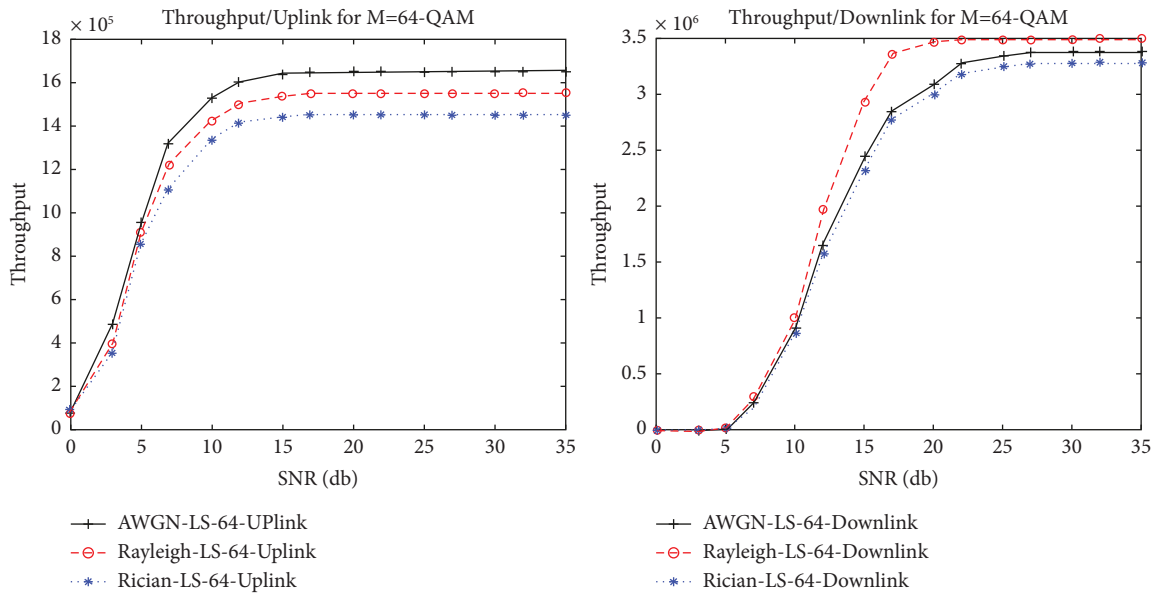 Throughput/Uplink for M=64-QAM
× 10⁵
18
16
14
12
10
8
6
4
2
0
Throughput
0 5 10 15 20 25 30 35
SNR (db)
AWGN-LS-64-UPlink
Rayleigh-LS-64-Uplink
Rician-LS-64-Uplink
Throughput/Downlink for M=64-QAM
× 10⁶
3.5
3
2.5
2
1.5
1
0.5
0
Throughput
0 5 10 15 20 25 30 35
SNR (db)
AWGN-LS-64-Downlink
Rayleigh-LS-64-Downlink
Rician-LS-64-Downlink